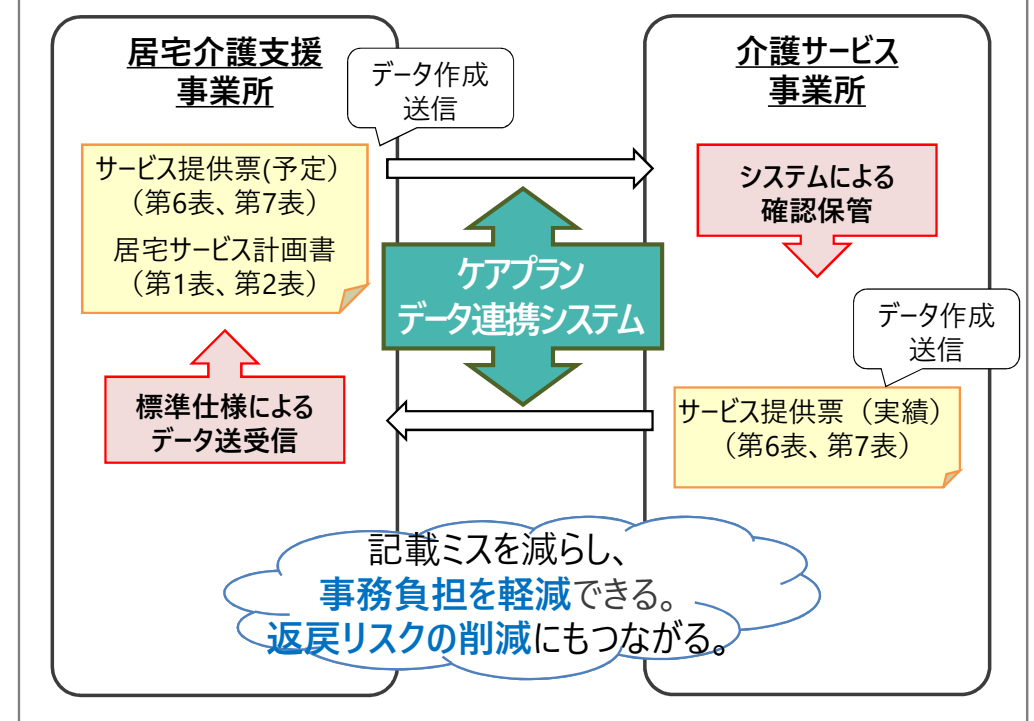 居宅介護支援
事業所
データ作成
送信
サービス提供票(予定）
（第6表、第7表）
居宅サービス計画書
（第1表、第2表）
標準仕様による
データ送受信
ケアプラン
データ連携システム
介護サービス
事業所
システムによる
確認保管
データ作成
送信
サービス提供票（実績）
（第6表、第7表）
記載ミスを減らし、
事務負担を軽減できる。
返戻リスクの削減にもつながる。